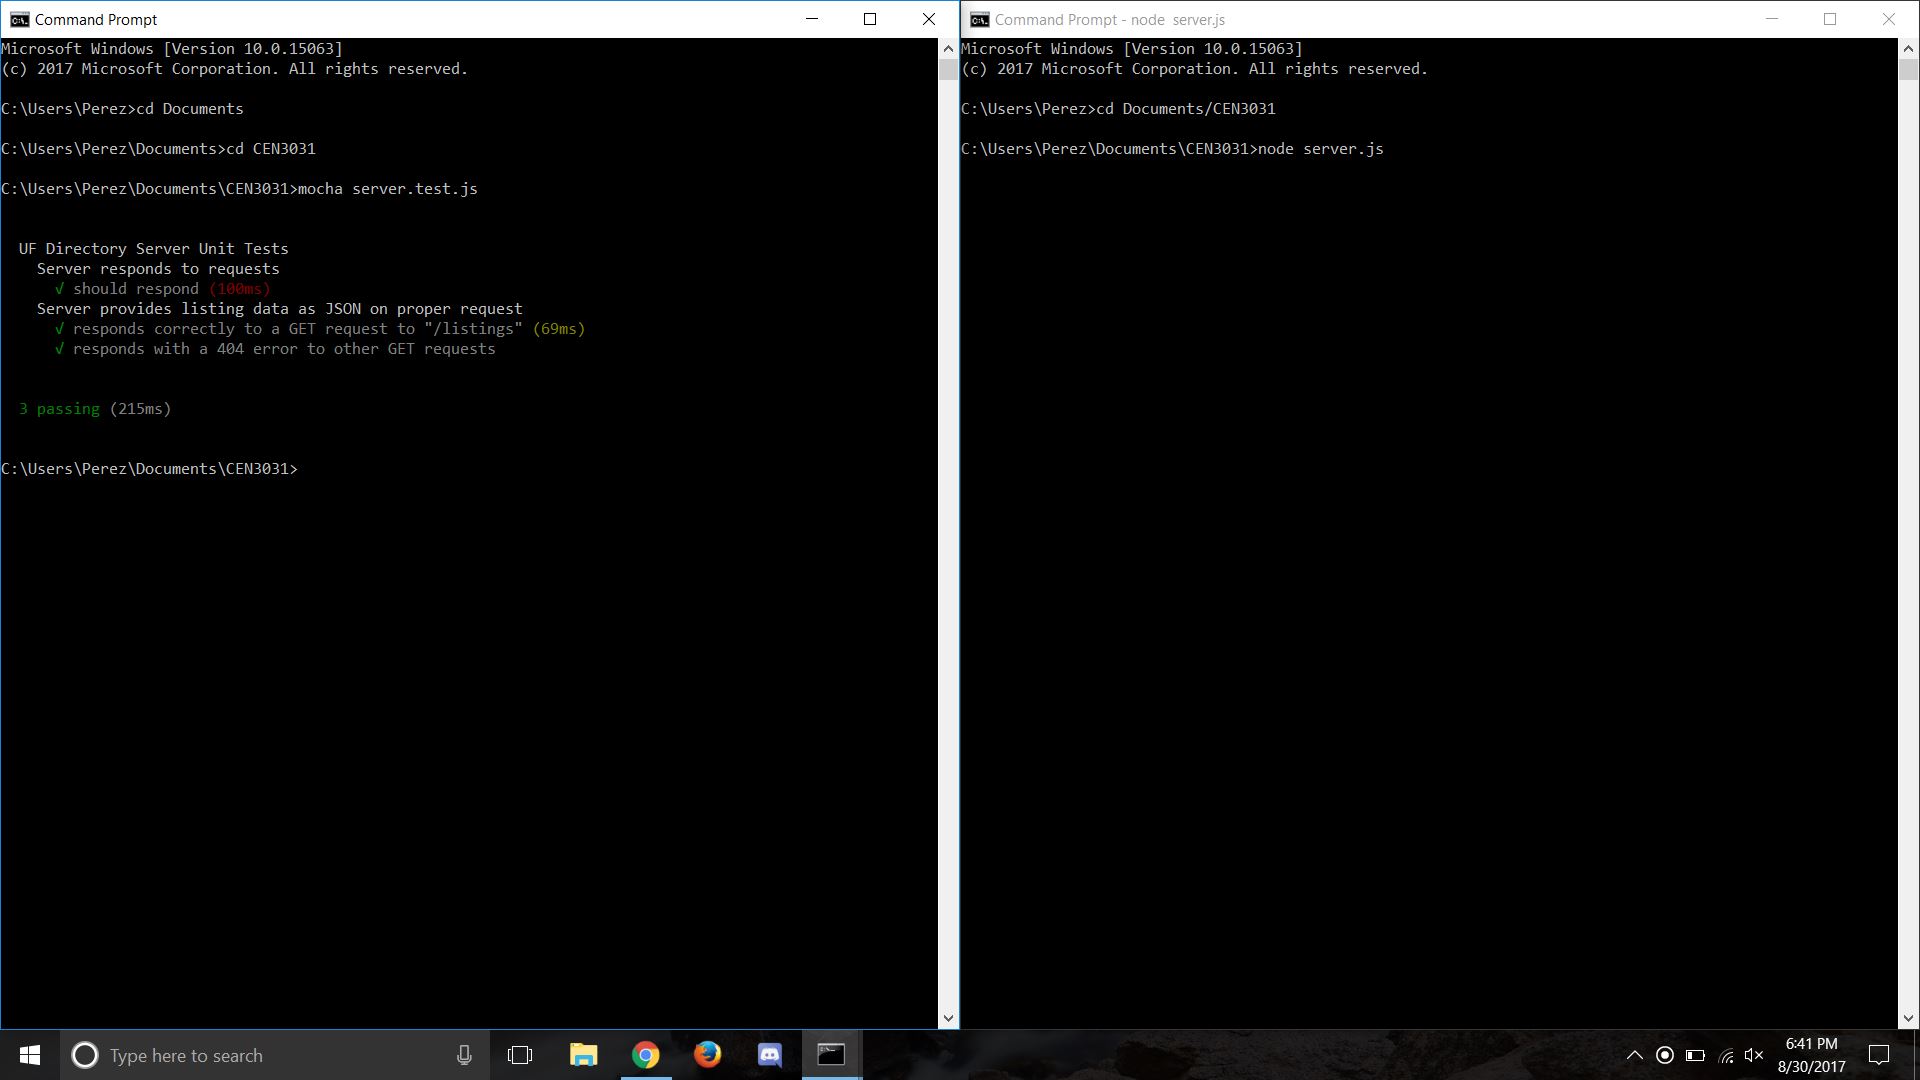 Command Prompt
Microsoft Windows [Version 10.0.15063]
(c) 2017 Microsoft Corporation. All rights reserved.
C:\Users\Perez>cd Documents
C:\Users\Perez\Documents>cd CEN3031
C:\Users\Perez\Documents\CEN3031>mocha server.test.js
UF Directory Server Unit Tests
Server responds to requests
√ should respond (100ms)
Server provides listing data as JSON on proper request
√ responds correctly to a GET request to "/listings" (69ms)
√ responds with a 404 error to other GET requests
3 passing (215ms)
C:\Users\Perez\Documents\CEN3031>
Command Prompt - node  server.js
Microsoft Windows [Version 10.0.15063]
(c) 2017 Microsoft Corporation. All rights reserved.
C:\Users\Perez>cd Documents/CEN3031
C:\Users\Perez\Documents\CEN3031>node server.js
Type here to search
6:41 PM
8/30/2017